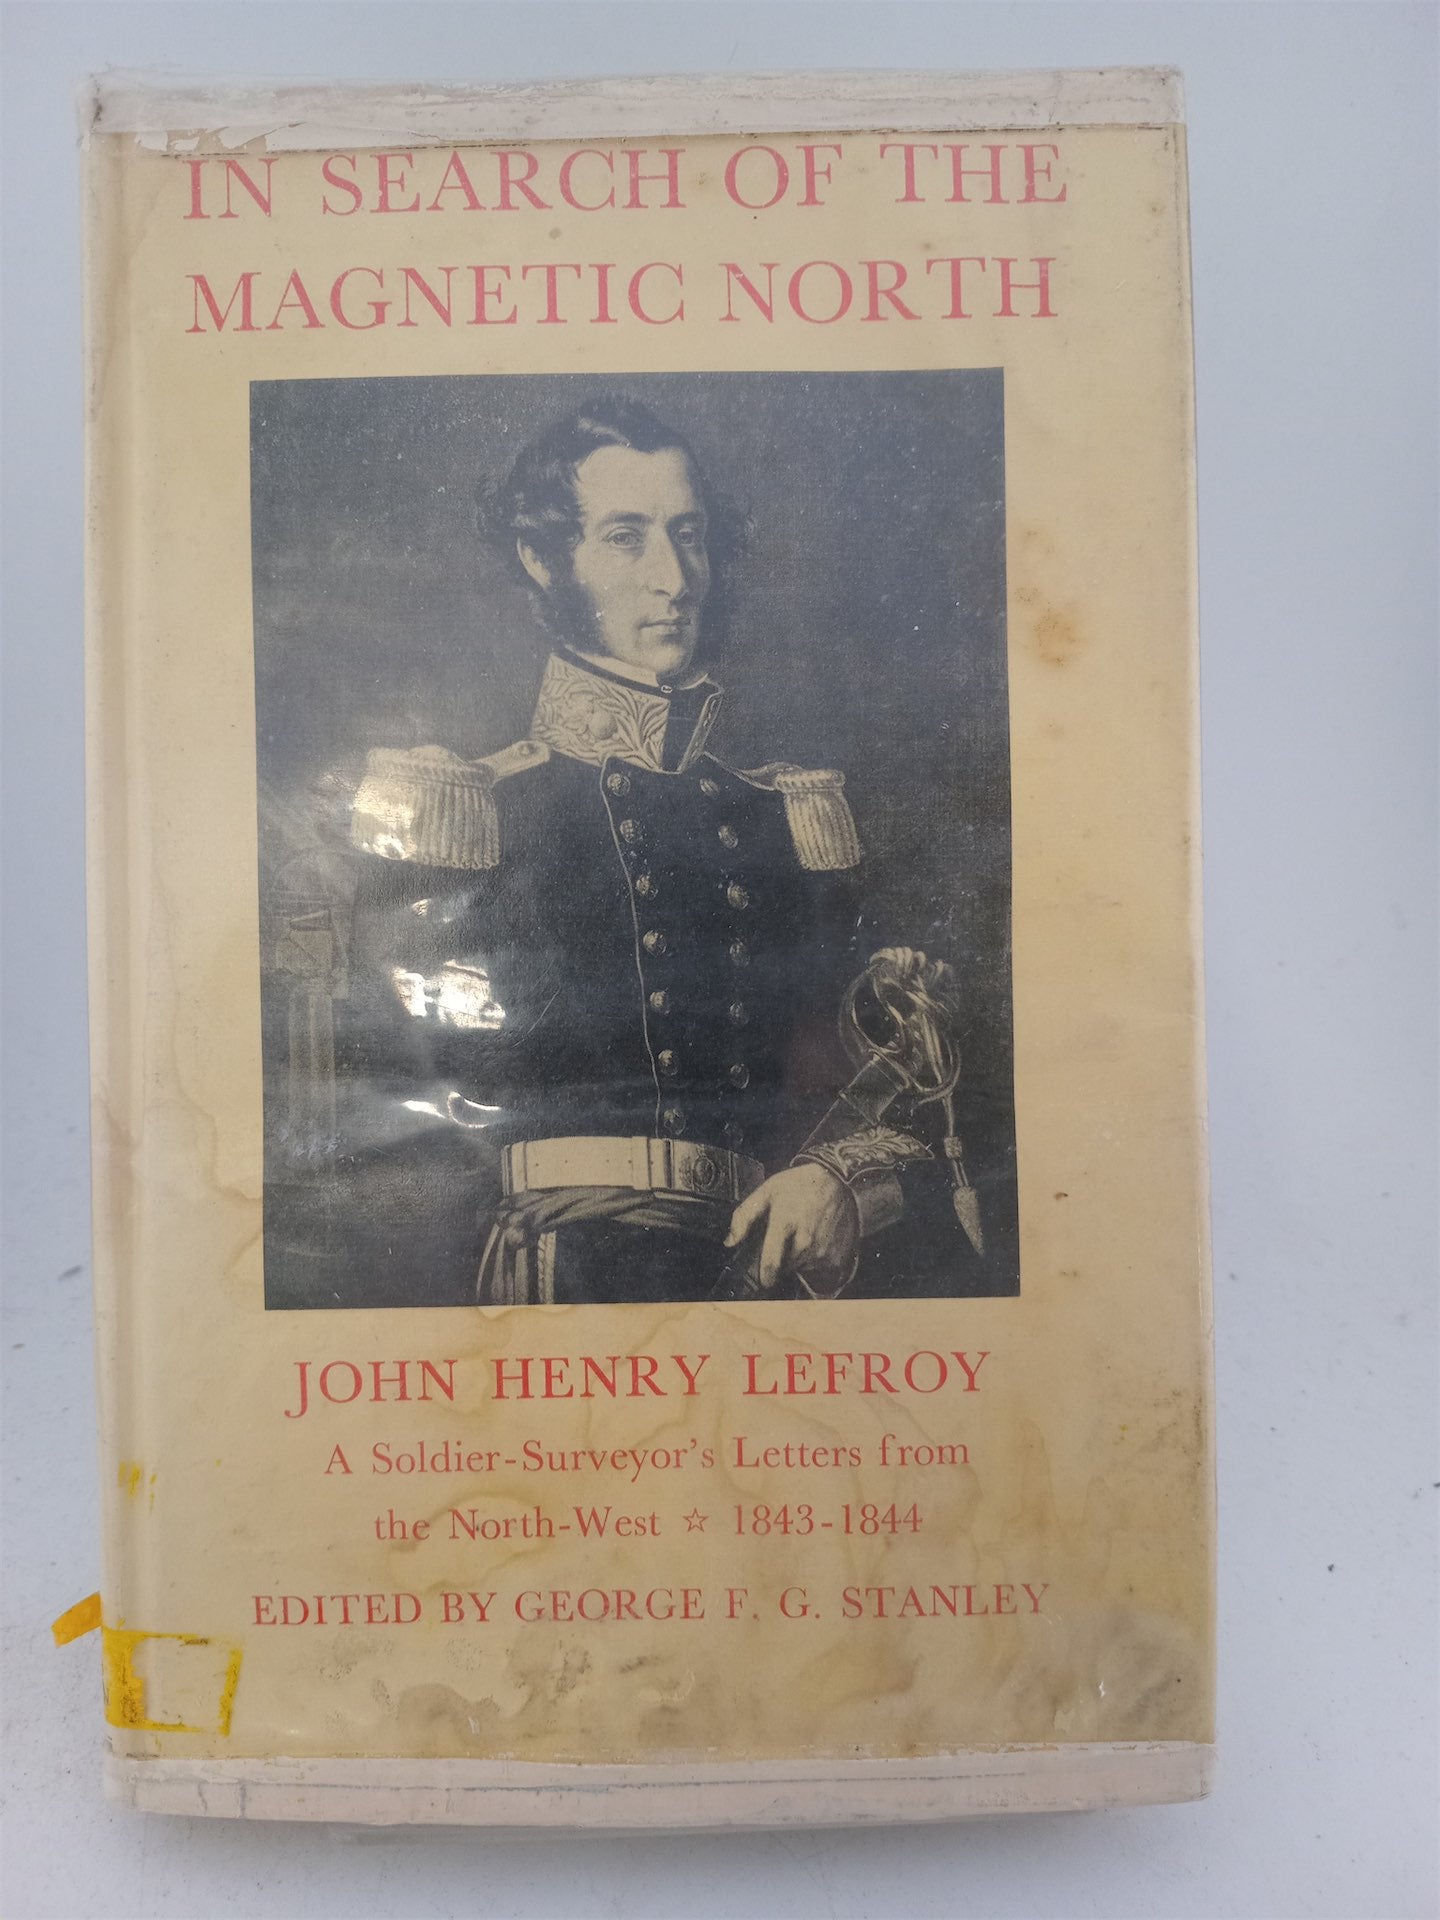 IN SEARCH OF THE
MAGNETIC NORTH
JOHN HENRY LEFROY
A Soldier-Surveyor's Letters from
the North-West ☆ 1843-1844
EDITED BY GEORGE F. G. STANLEY